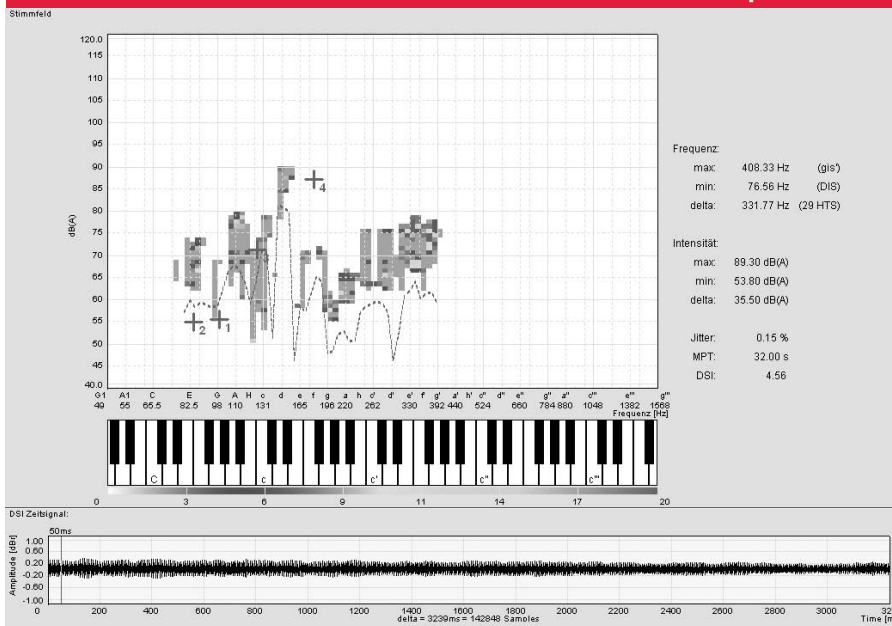 Stimmfeld
120.0
115
110
105
100
95
90
85
80
75
70
65
60
55
50
45
40.0
dB(A)
4
2
1
G1 A1 C E G A H c d e f g a h c' d' e' f' g' a' h' c" d" e" g" a" c'" e'" g'"
49 55 65.5 82.5 98 110 131 165 196 220 262 330 392 440 524 660 784 880 1048 1382 1568
Frequenz [Hz]
C c c' c" c'"
0 3 6 9 11 14 17 20
Frequenz:
max: 408.33 Hz (gis')
min: 76.56 Hz (DIS)
delta: 331.77 Hz (29 HTS)
Intensität:
max: 89.30 dB(A)
min: 53.80 dB(A)
delta: 35.50 dB(A)
Jitter: 0.15 %
MPT: 32.00 s
DSI: 4.56
DSI Zeitsignal:
50ms
Amplitude [dBr]
1.00
0.60
0.20
-0.20
-0.60
-1.00
0 200 400 600 800 1000 1200 1400 1600 1800 2000 2200 2400 2600 2800 3000
delta = 3239ms = 142848 Samples
Time